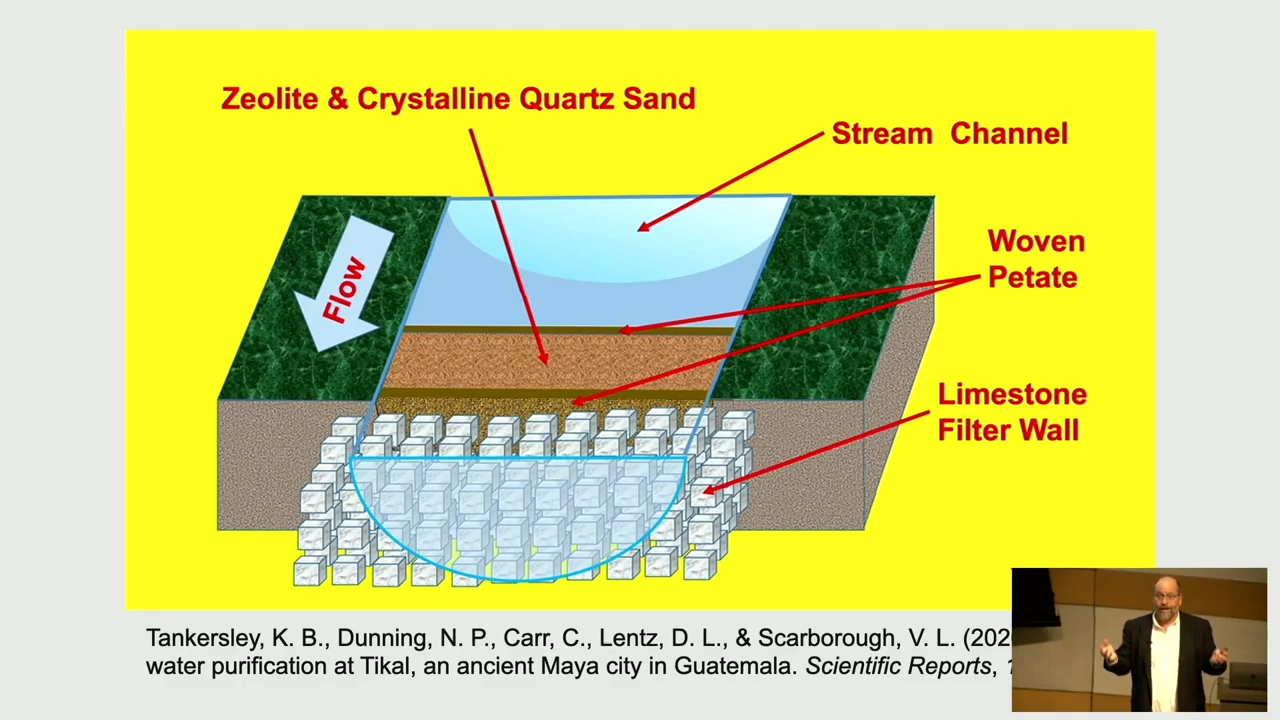 Zeolite & Crystalline Quartz Sand
Stream Channel
Woven
Petate
Flow
Limestone
Filter Wall
Tankersley, K. B., Dunning, N. P., Carr, C., Lentz, D. L., & Scarborough, V. L. (202
water purification at Tikal, an ancient Maya city in Guatemala. Scientific Reports,